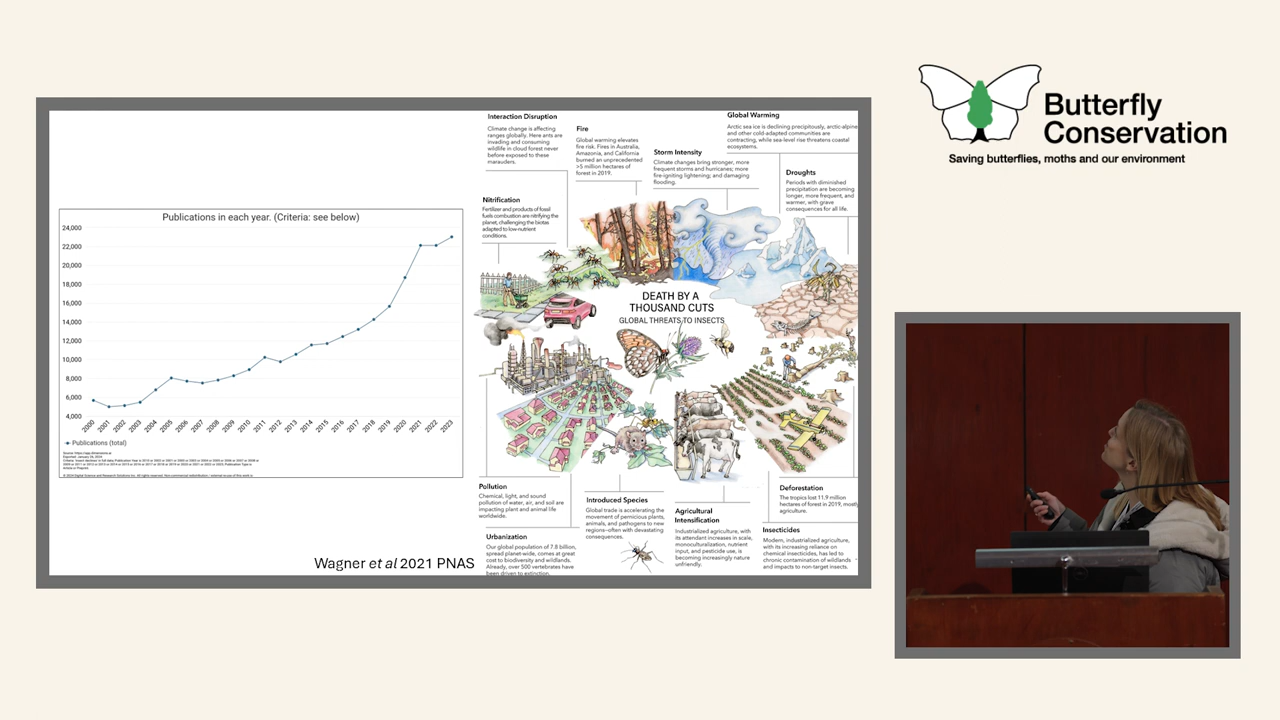 Interaction Disruption
Climate change is affecting
ranges globally. Here ants are
invading and consuming
wildlife in cloud forest never
before exposed to these
marauders.
Fire
Global warming elevates
fire risk. Fires in Australia,
Amazonia, and California
burned an unprecedented
>5 million hectares of
forest in 2019.
Storm Intensity
Climate changes bring stronger, more
frequent storms and hurricanes; more
fire-igniting lightening; and damaging
flooding.
Global Warming
Arctic sea ice is declining precipitously, arctic-alpine
and other cold-adapted communities are
contracting, while sea-level rise threatens coastal
ecosystems.
Droughts
Periods with diminished
precipitation are becoming
longer, more frequent, and
warmer, with grave
consequences for all life.
Nitrification
Fertilizer and products of fossil
fuels combustion are nitrifying the
planet, challenging the biotas
adapted to low-nutrient
conditions.
Publications in each year. (Criteria: see below)
24,000
22,000
20,000
18,000
16,000
14,000
12,000
10,000
8,000
6,000
4,000
2000 2001 2002 2003 2004 2005 2006 2007 2008 2009 2010 2011 2012 2013 2014 2015 2016 2017 2018 2019 2020 2021 2022 2023
Publications (total)
DEATH BY A
THOUSAND CUTS
GLOBAL THREATS TO INSECTS
Pollution
Chemical, light, and sound
pollution of water, air, and soil are
impacting plant and animal life
worldwide.
Urbanization
Our global population of 7.8 billion,
spread planet-wide, comes at great
cost to biodiversity and wildlands.
Already, over 500 vertebrates have
been driven to extinction.
Introduced Species
Global trade is accelerating the
movement of pernicious plants,
animals, and pathogens to new
regions–often with devastating
consequences.
Agricultural
Intensification
Industrialized agriculture, with
its attendant increases in scale,
monoculturization, nutrient
input, and pesticide use, is
becoming increasingly nature
unfriendly.
Deforestation
The tropics lost 11.9 million
hectares of forest in 2019, mostly
agriculture.
Insecticides
Modern, industrialized agriculture,
with its increasing reliance on
chemical insecticides, has led to
chronic contamination of wildlands
and impacts to non-target insects.
Wagner et al 2021 PNAS
Butterfly
Conservation
Saving butterflies, moths and our environment